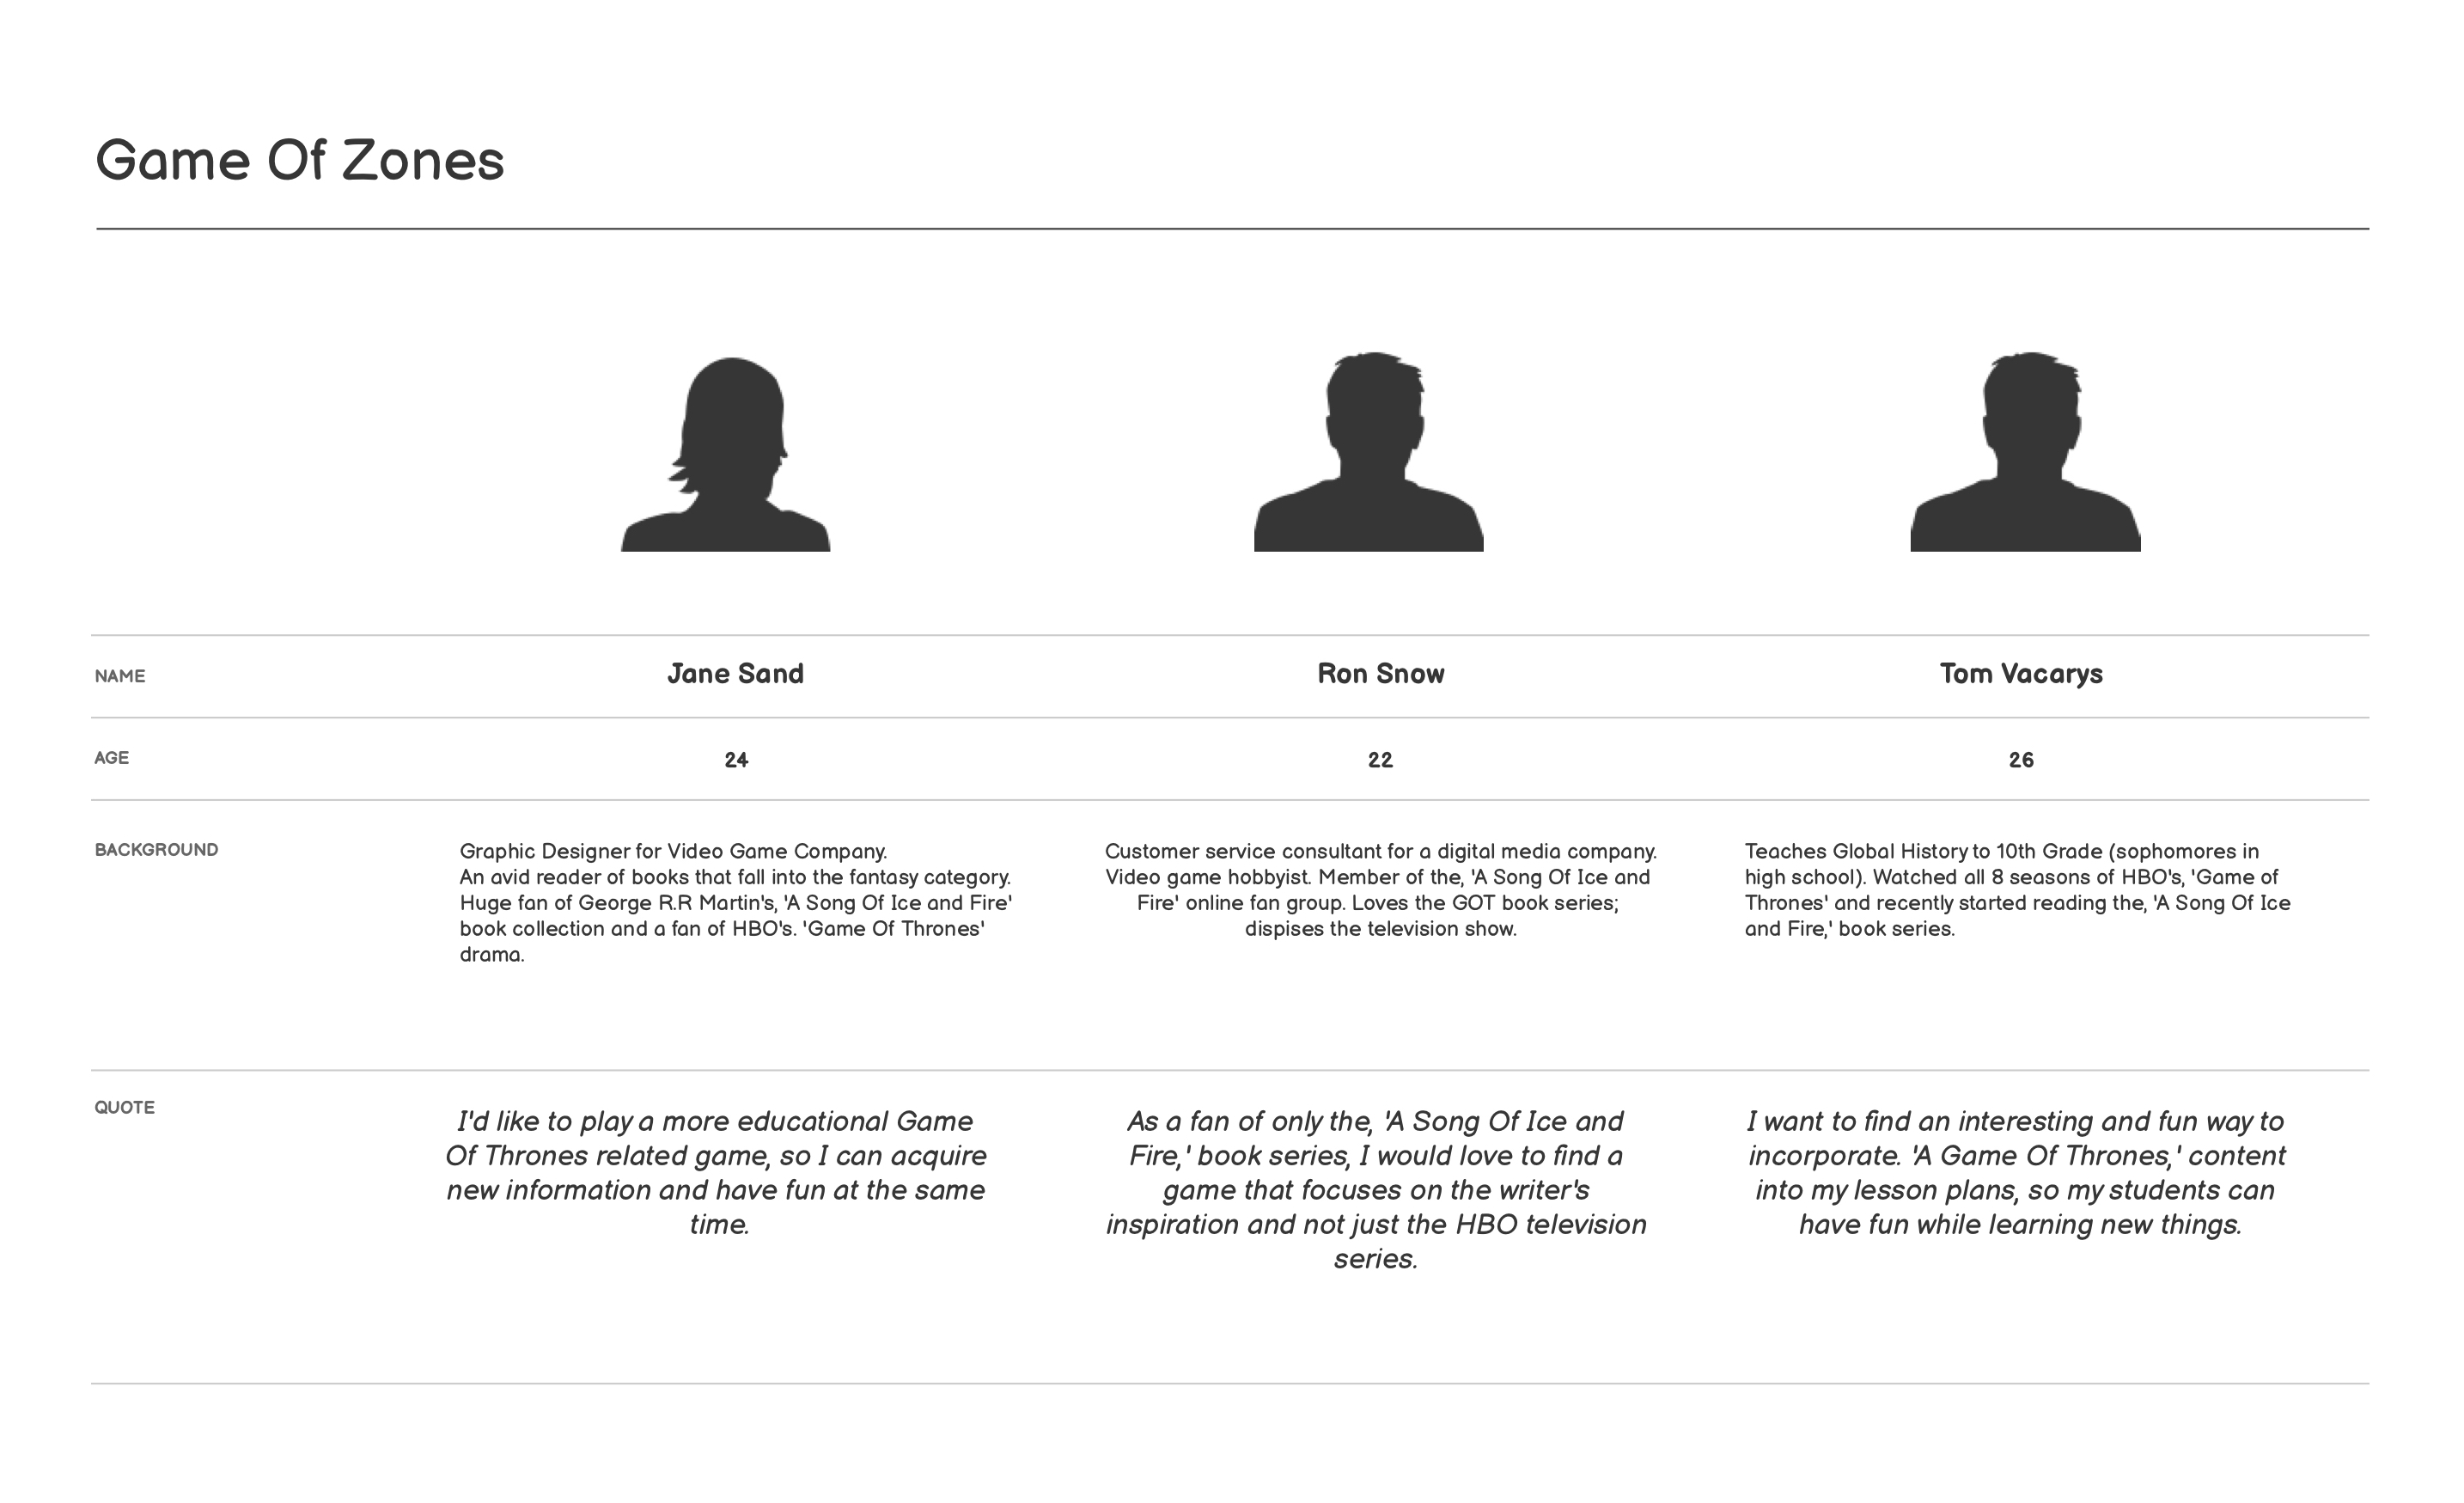 Game Of Zones
NAME
Jane Sand
Ron Snow
Tom Vacarys
AGE
24
22
26
BACKGROUND
Graphic Designer for Video Game Company.
An avid reader of books that fall into the fantasy category.
Huge fan of George R.R Martin's, 'A Song Of Ice and Fire'
book collection and a fan of HBO's. 'Game Of Thrones'
drama.
Customer service consultant for a digital media company.
Video game hobbyist. Member of the, 'A Song Of Ice and
Fire' online fan group. Loves the GOT book series;
dispises the television show.
Teaches Global History to 10th Grade (sophomores in
high school). Watched all 8 seasons of HBO's, 'Game of
Thrones' and recently started reading the, 'A Song Of Ice
and Fire,' book series.
QUOTE
I'd like to play a more educational Game
Of Thrones related game, so I can acquire
new information and have fun at the same
time.
As a fan of only the, 'A Song Of Ice and
Fire,' book series, I would love to find a
game that focuses on the writer's
inspiration and not just the HBO television
series.
I want to find an interesting and fun way to
incorporate. 'A Game Of Thrones,' content
into my lesson plans, so my students can
have fun while learning new things.